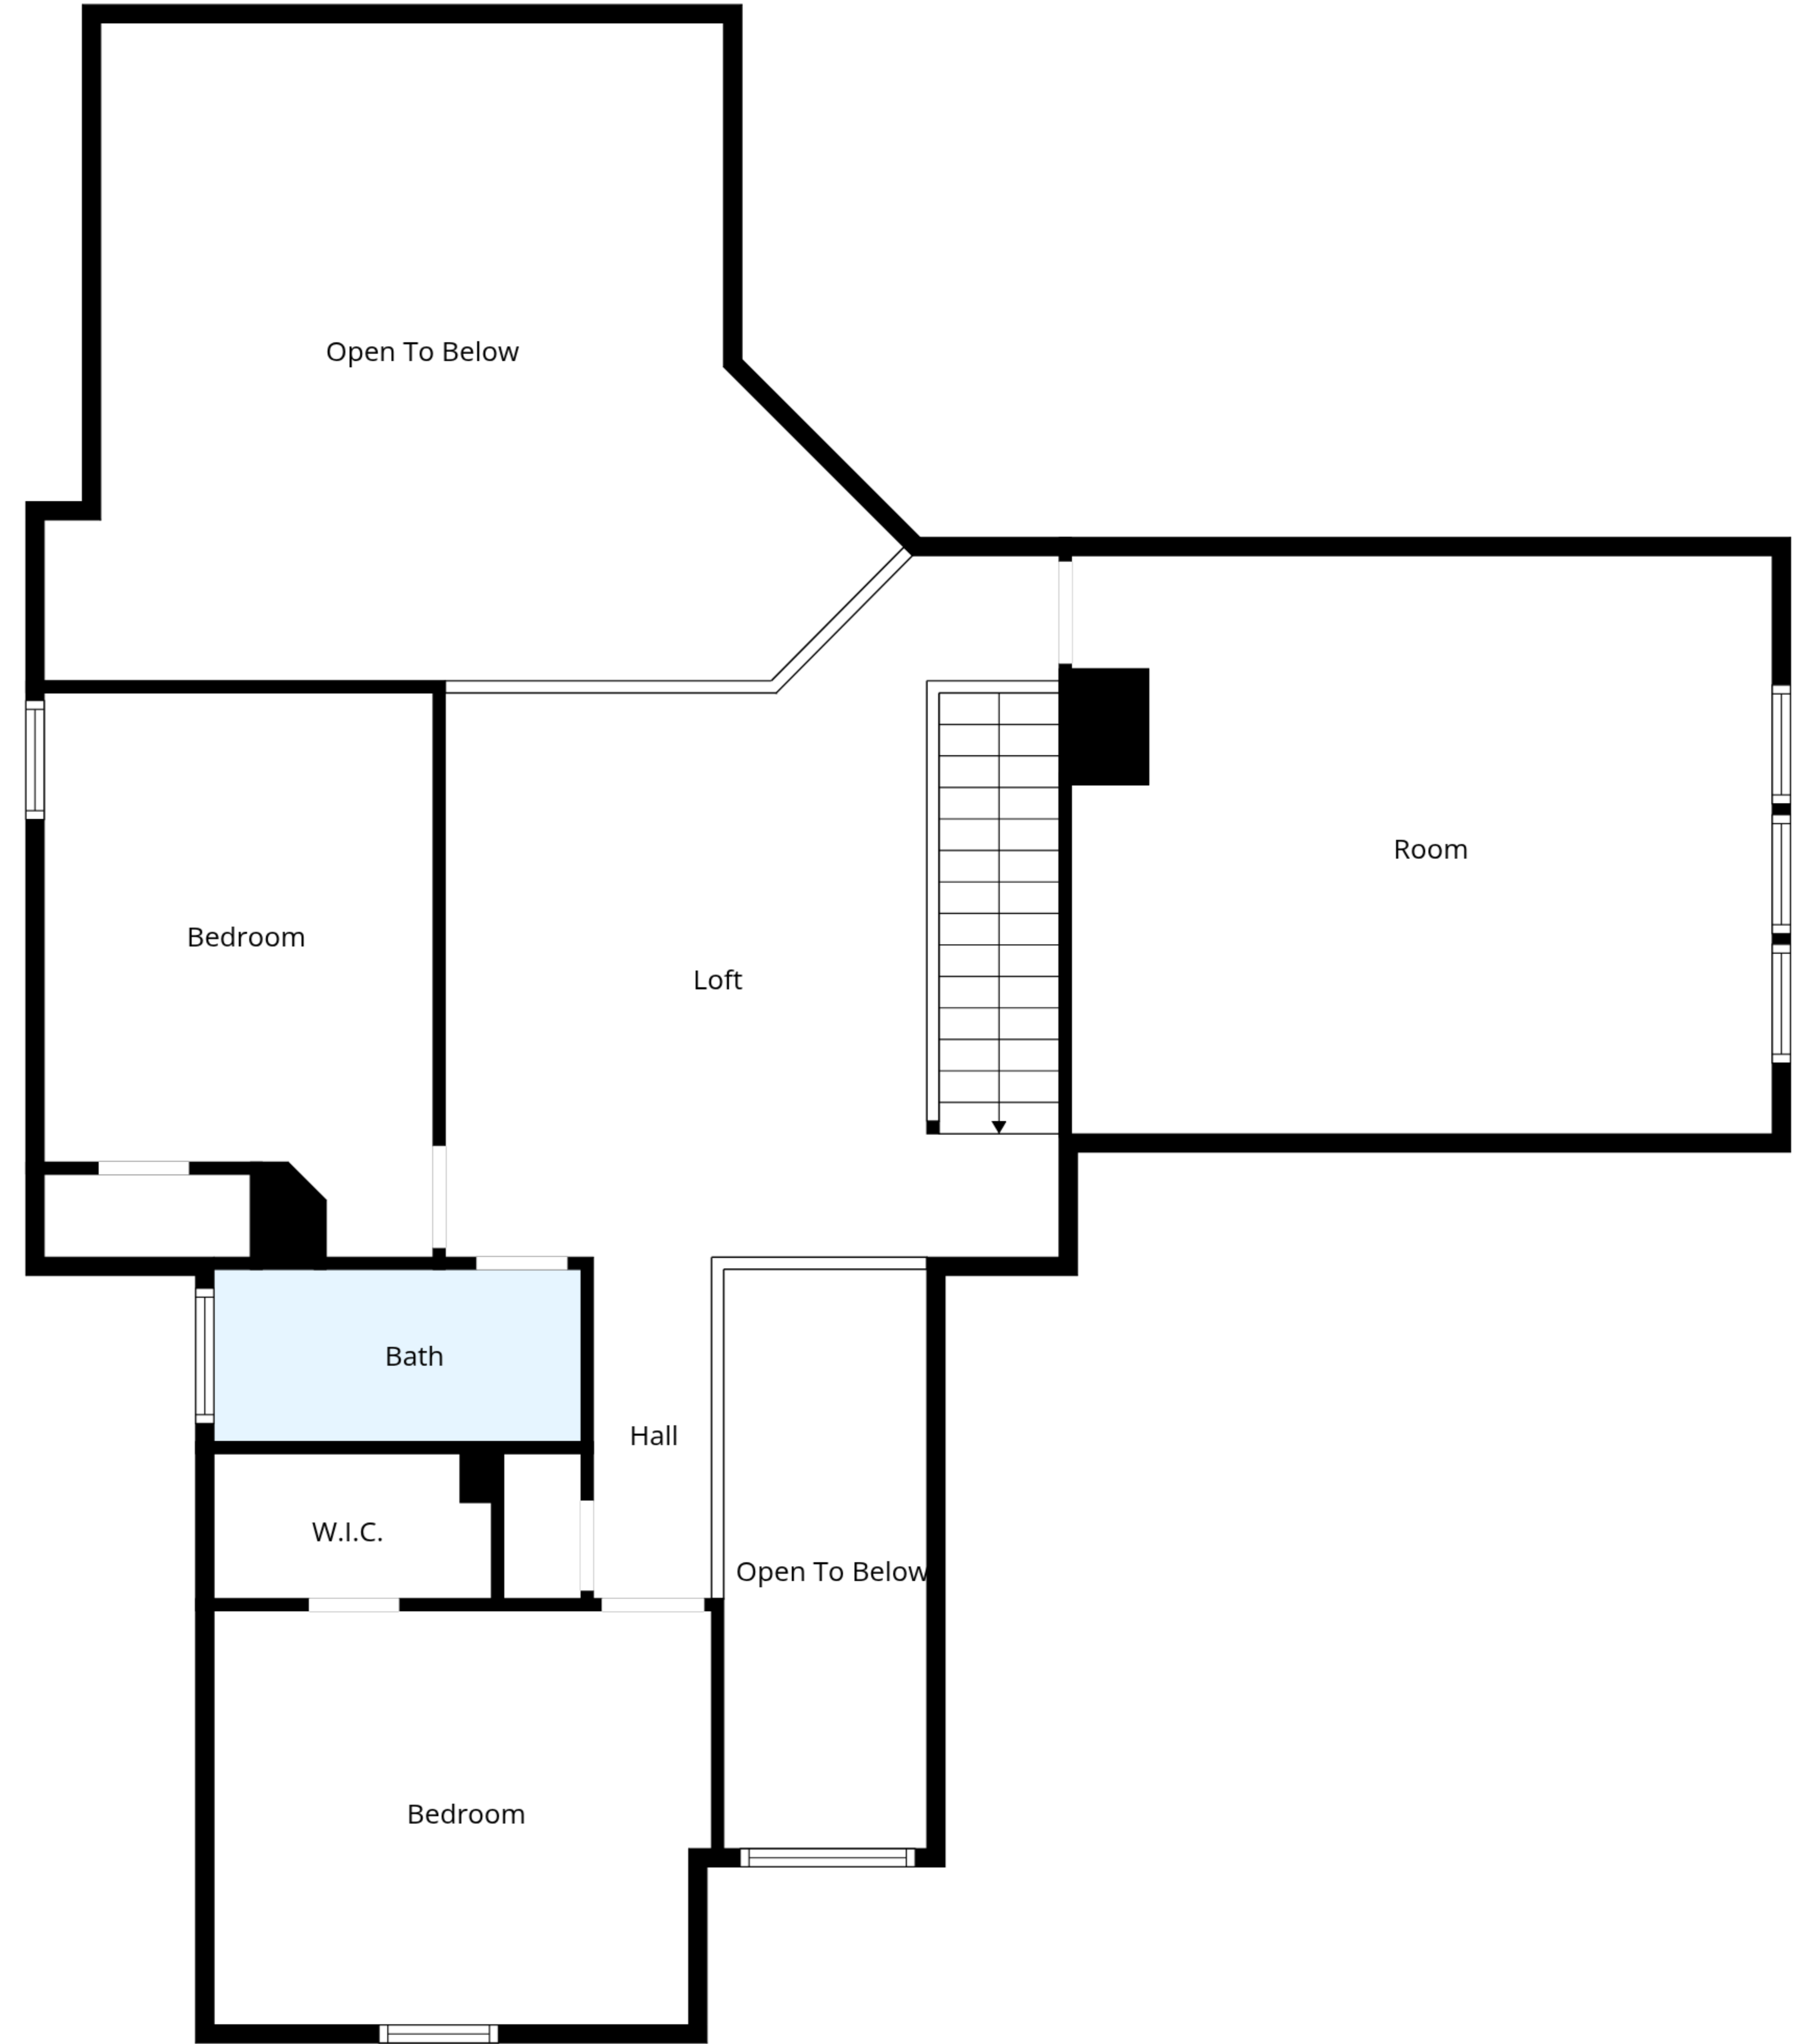 Open To Below
Room
Bedroom
Loft
Bath
Hall
W.I.C.
Open To Below
Bedroom